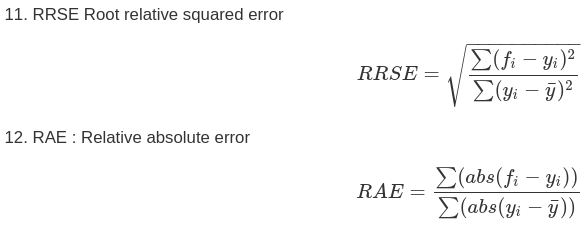 11. RRSE Root relative squared error
RRSE = √(∑(fᵢ − yᵢ)² / ∑(yᵢ − ȳ)²)
12. RAE : Relative absolute error
RAE = ∑(abs(fᵢ − yᵢ)) / ∑(abs(yᵢ − ȳ))